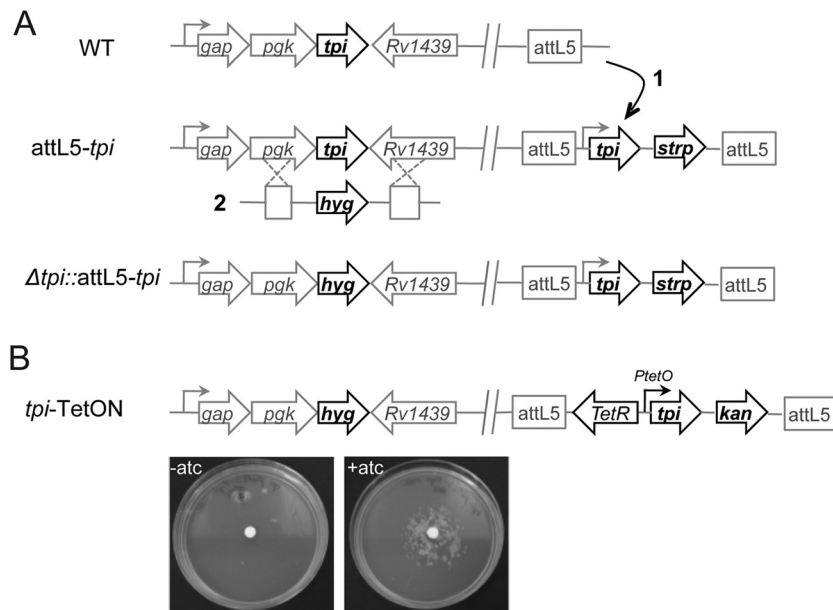 A
WT
gap pgk tpi Rv1439 attL5
1
attL5-tpi
gap pgk tpi Rv1439 attL5 tpi strp attL5
2 hyg
Δtpi::attL5-tpi
gap pgk hyg Rv1439 attL5 tpi strp attL5
B
PtetO
tpi-TetON
gap pgk hyg Rv1439 attL5 TetR tpi kan attL5
-atc +atc